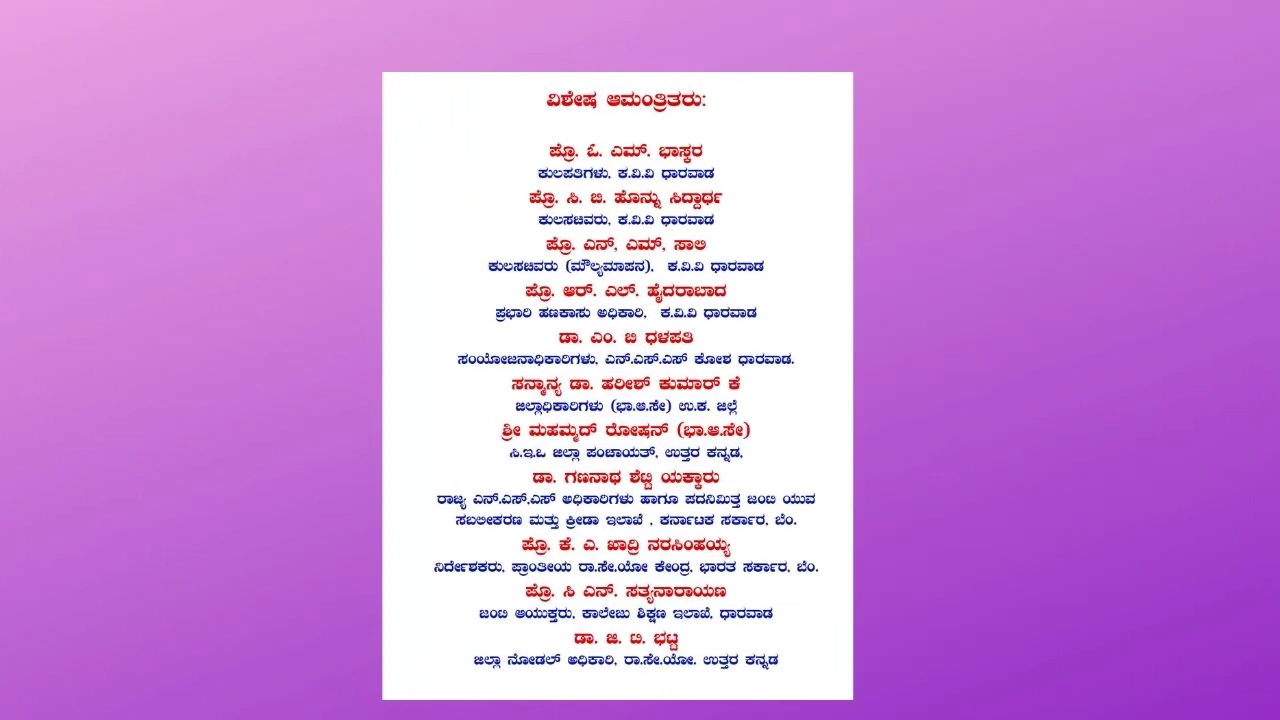 ವಿಶೇಷ ಆಮಂತ್ರಿತರು:
ಪ್ರೊ. ಓ. ಎಮ್. ಭಾಸ್ಕರ
ಕುಲಪತಿಗಳು, ಕ.ವಿ.ವಿ ಧಾರವಾಡ
ಪ್ರೊ. ಸಿ. ಬಿ. ಹೊನ್ನು ಸಿದ್ದಾರ್ಥ
ಕುಲಸಚಿವರು, ಕ.ವಿ.ವಿ ಧಾರವಾಡ
ಪ್ರೊ. ಎನ್, ಎಮ್, ಸಾಲಿ
ಕುಲಸಚಿವರು (ಮೌಲ್ಯಮಾಪನ), ಕ.ವಿ.ವಿ ಧಾರವಾಡ
ಪ್ರೊ. ಆರ್. ಎಲ್. ಹೈದರಾಬಾದ
ಪ್ರಭಾರಿ ಹಣಕಾಸು ಅಧಿಕಾರಿ, ಕ.ವಿ.ವಿ ಧಾರವಾಡ
ಡಾ. ಎಂ. ಬಿ ಧಳಪತಿ
ಸಂಯೋಜನಾಧಿಕಾರಿಗಳು, ಎನ್.ಎಸ್.ಎಸ್ ಕೋಶ ಧಾರವಾಡ.
ಸನ್ಮಾನ್ಯ ಡಾ. ಹರೀಶ್ ಕುಮಾರ್ ಕೆ
ಜಿಲ್ಲಾಧಿಕಾರಿಗಳು (ಭಾ.ಆ.ಸೇ) ಉ.ಕ. ಜಿಲ್ಲೆ
ಶ್ರೀ ಮಹಮ್ಮದ್ ರೋಷನ್ (ಭಾ.ಆ.ಸೇ)
ಸಿ.ಇ.ಒ ಜಿಲ್ಲಾ ಪಂಚಾಯತ್, ಉತ್ತರ ಕನ್ನಡ,
ಡಾ. ಗಣನಾಥ ಶೆಟ್ಟಿ ಯಕ್ಕಾರು
ರಾಜ್ಯ ಎನ್.ಎಸ್.ಎಸ್ ಅಧಿಕಾರಿಗಳು ಹಾಗೂ ಪದನಿಮಿತ್ತ ಜಂಟಿ ಯುವ
ಸಬಲೀಕರಣ ಮತ್ತು ಕ್ರೀಡಾ ಇಲಾಖೆ , ಕರ್ನಾಟಕ ಸರ್ಕಾರ, ಬೆಂ.
ಪ್ರೊ. ಕೆ. ಎ. ಖಾದ್ರಿ ನರಸಿಂಹಯ್ಯ
ನಿರ್ದೇಶಕರು, ಪ್ರಾಂತೀಯ ರಾ.ಸೇ.ಯೋ ಕೇಂದ್ರ, ಭಾರತ ಸರ್ಕಾರ, ಬೆಂ.
ಪ್ರೊ. ಸಿ ಎನ್. ಸತ್ಯನಾರಾಯಣ
ಜಂಟಿ ಆಯುಕ್ತರು, ಕಾಲೇಜು ಶಿಕ್ಷಣ ಇಲಾಖೆ, ಧಾರವಾಡ
ಡಾ. ಜಿ. ಟಿ. ಭಟ್ಟ
ಜಿಲ್ಲಾ ನೋಡಲ್ ಅಧಿಕಾರಿ, ರಾ.ಸೇ.ಯೋ. ಉತ್ತರ ಕನ್ನಡ